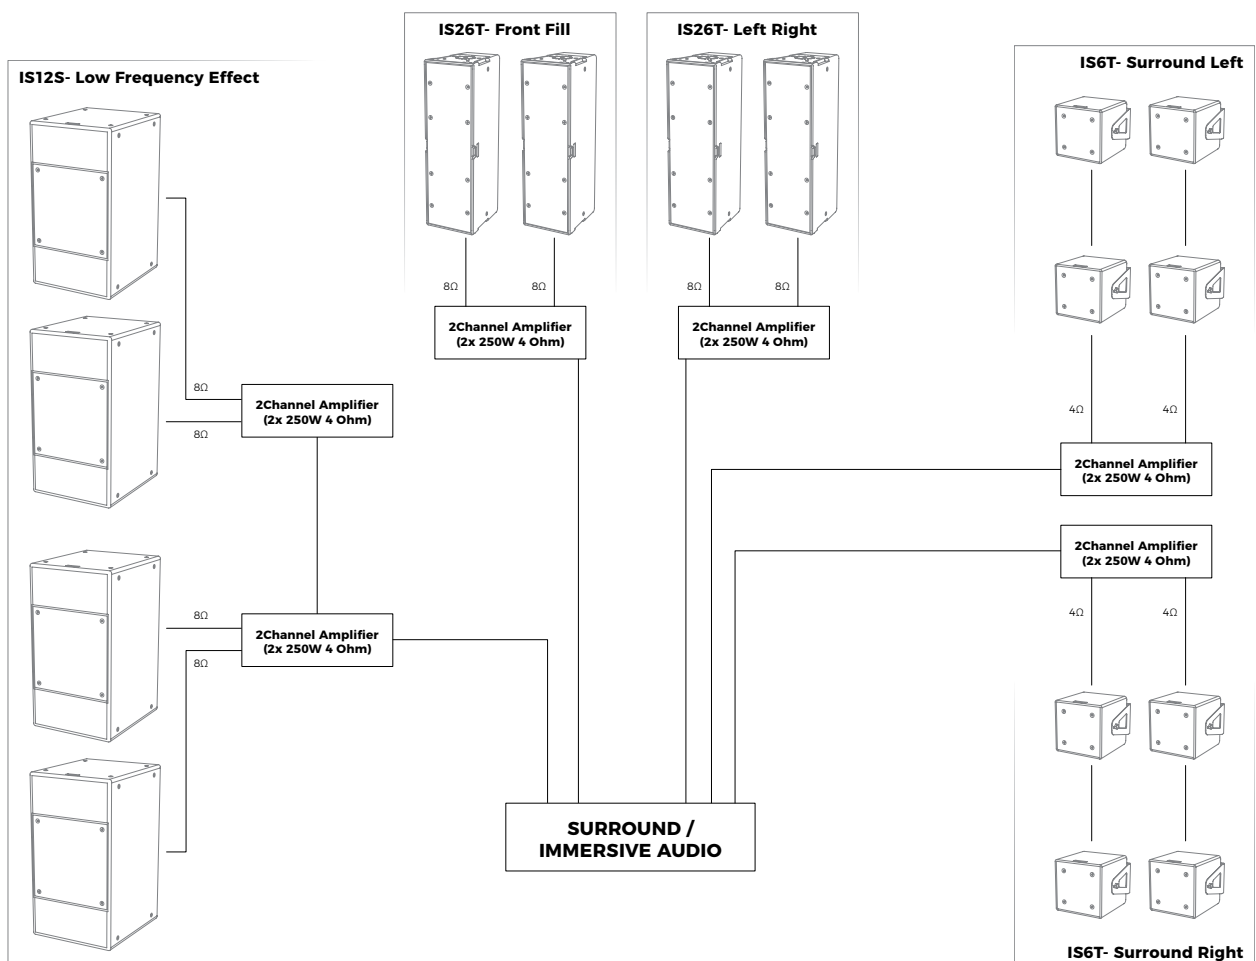 IS26T- Front Fill
IS26T- Left Right
IS12S- Low Frequency Effect
IS6T- Surround Left
8Ω
8Ω
8Ω
8Ω
2Channel Amplifier
(2x 250W 4 Ohm)
2Channel Amplifier
(2x 250W 4 Ohm)
8Ω
2Channel Amplifier
(2x 250W 4 Ohm)
8Ω
4Ω
4Ω
2Channel Amplifier
(2x 250W 4 Ohm)
2Channel Amplifier
(2x 250W 4 Ohm)
4Ω
4Ω
8Ω
2Channel Amplifier
(2x 250W 4 Ohm)
8Ω
SURROUND /
IMMERSIVE AUDIO
IS6T- Surround Right